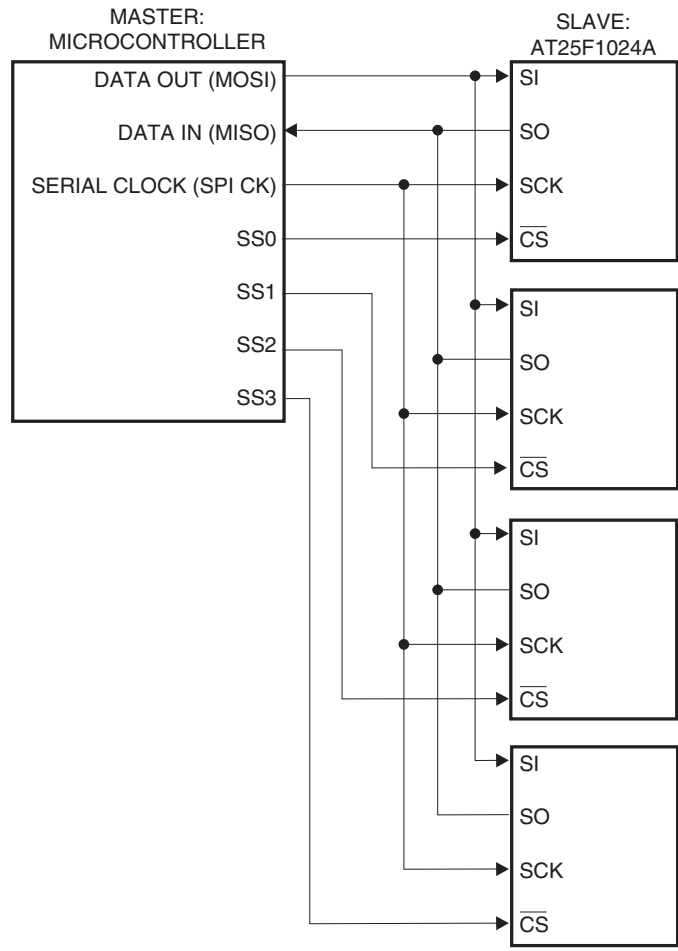 MASTER:
MICROCONTROLLER
DATA OUT (MOSI)
DATA IN (MISO)
SERIAL CLOCK (SPI CK)
SS0
SS1
SS2
SS3
SLAVE:
AT25F1024A
SI
SO
SCK
CS
SI
SO
SCK
CS
SI
SO
SCK
CS
SI
SO
SCK
CS